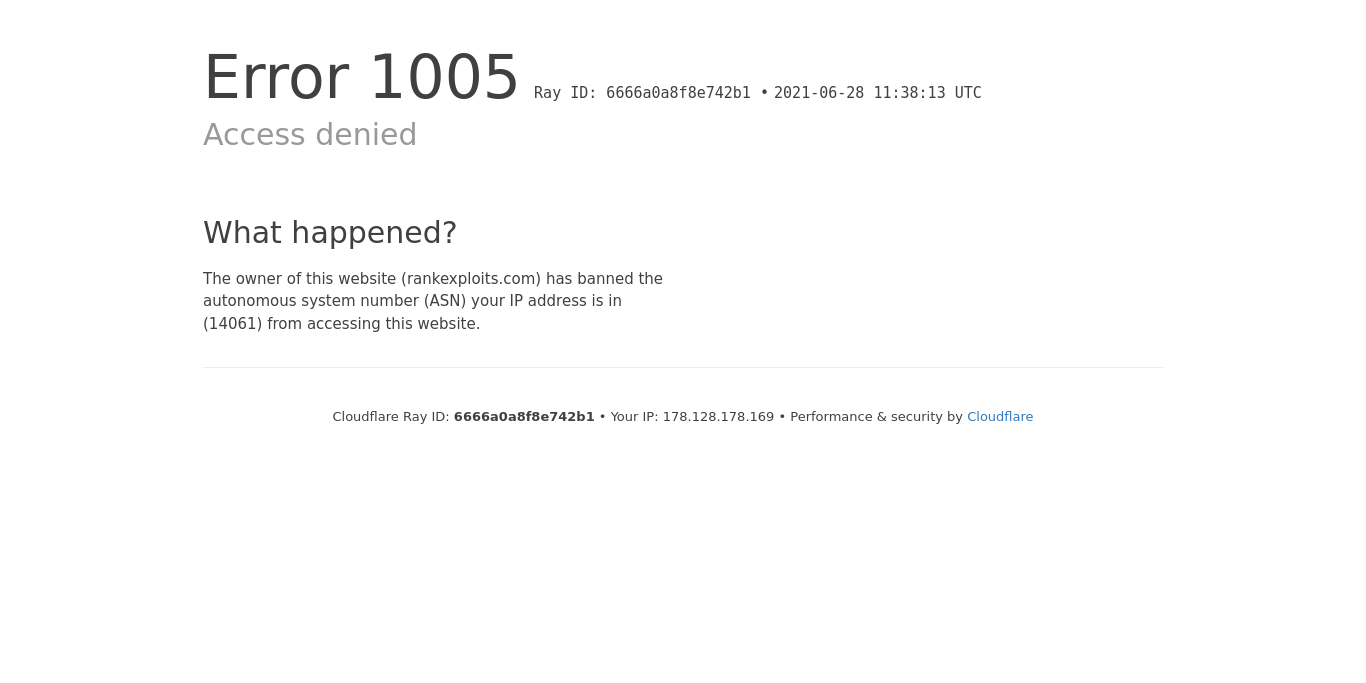 Error 1005 Ray ID: 6666a0a8f8e742b1 • 2021-06-28 11:38:13 UTC
Access denied
What happened?
The owner of this website (rankexploits.com) has banned the
autonomous system number (ASN) your IP address is in
(14061) from accessing this website.
Cloudflare Ray ID: 6666a0a8f8e742b1 • Your IP: 178.128.178.169 • Performance & security by Cloudflare